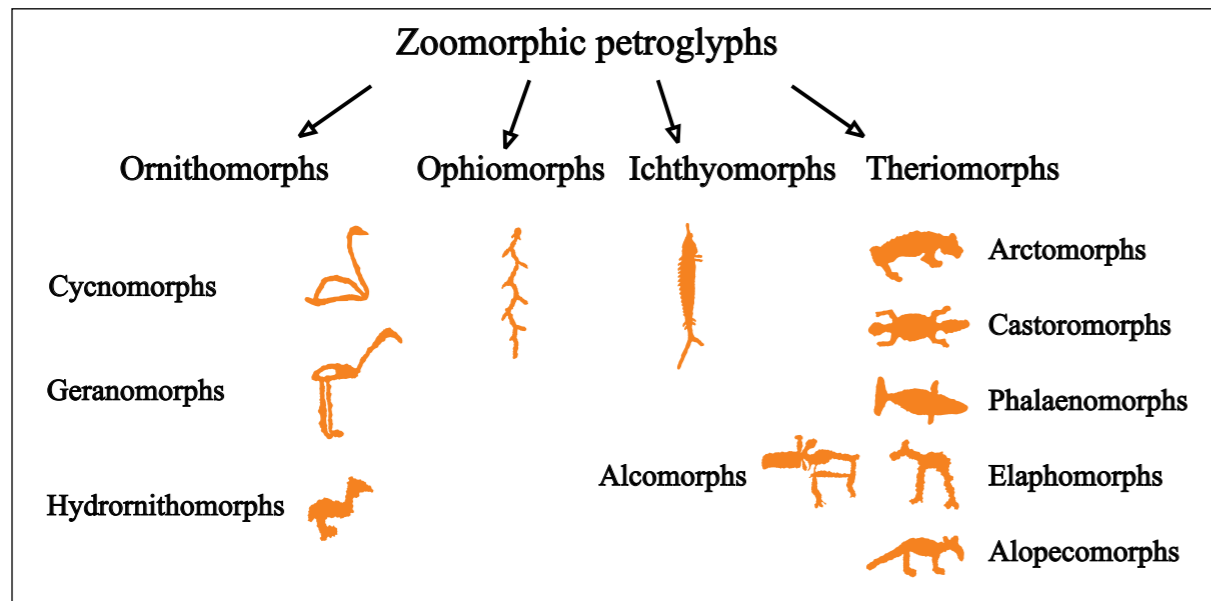 Zoomorphic petroglyphs
Ornithomorphs
Ophiomorphs
Ichthyomorphs
Theriomorphs
Cycnomorphs
Geranomorphs
Hydrornithomorphs
Arctomorphs
Castoromorphs
Phalaenomorphs
Alcomorphs
Elaphomorphs
Alopecomorphs